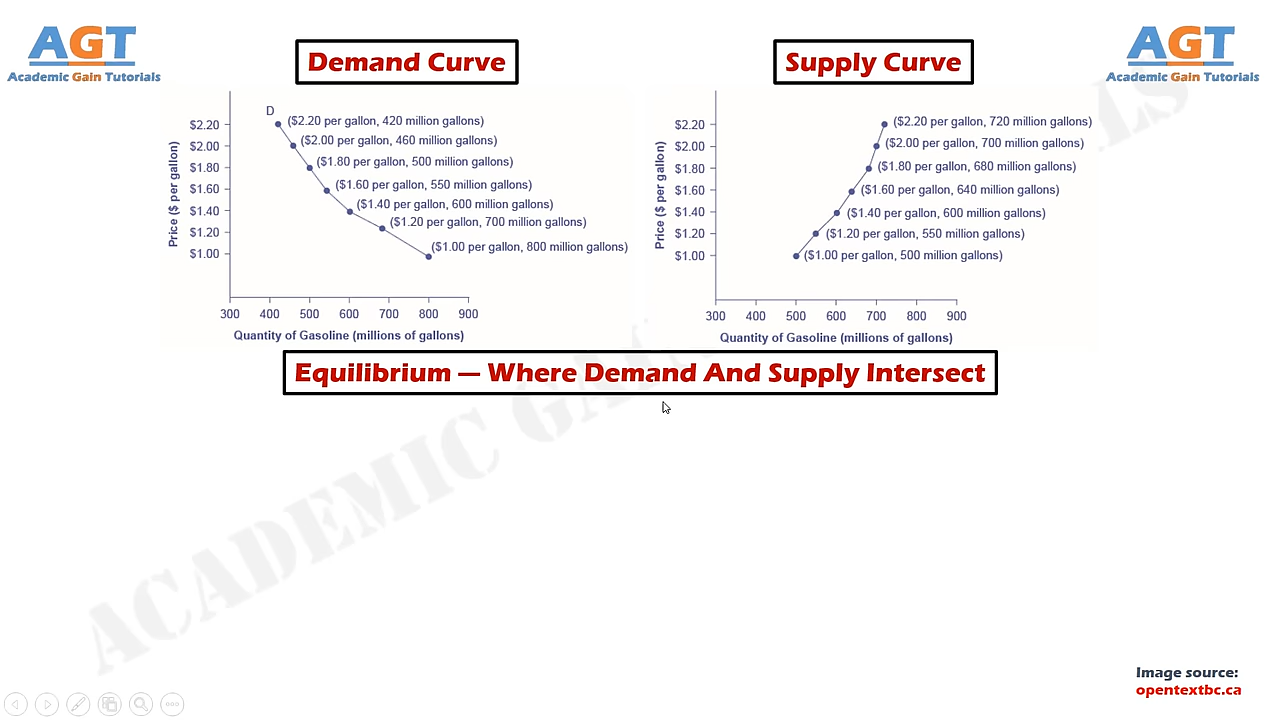 AGT
Academic Gain Tutorials
Demand Curve
Supply Curve
AGT
Academic Gain Tutorials
D
($2.20 per gallon, 420 million gallons)
($2.00 per gallon, 460 million gallons)
($1.80 per gallon, 500 million gallons)
($1.60 per gallon, 550 million gallons)
($1.40 per gallon, 600 million gallons)
($1.20 per gallon, 700 million gallons)
($1.00 per gallon, 800 million gallons)
Price ($ per gallon)
$2.20
$2.00
$1.80
$1.60
$1.40
$1.20
$1.00
300 400 500 600 700 800 900
Quantity of Gasoline (millions of gallons)
($2.20 per gallon, 720 million gallons)
($2.00 per gallon, 700 million gallons)
($1.80 per gallon, 680 million gallons)
($1.60 per gallon, 640 million gallons)
($1.40 per gallon, 600 million gallons)
($1.20 per gallon, 550 million gallons)
($1.00 per gallon, 500 million gallons)
Price ($ per gallon)
$2.20
$2.00
$1.80
$1.60
$1.40
$1.20
$1.00
300 400 500 600 700 800 900
Quantity of Gasoline (millions of gallons)
Equilibrium — Where Demand And Supply Intersect
ACADEMIC
Image source:
opentextbc.ca